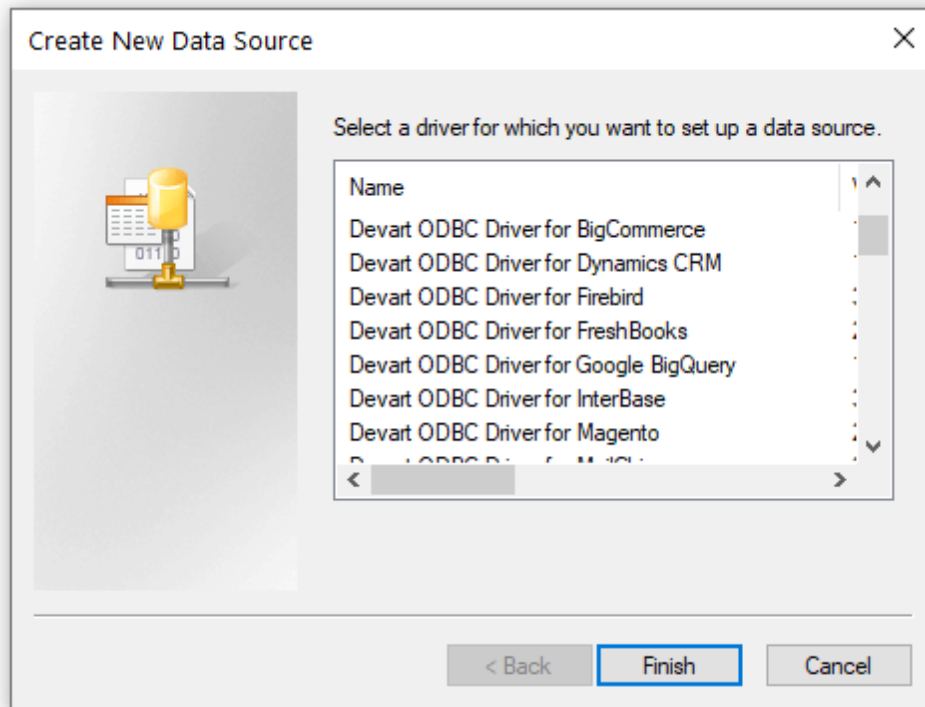 Create New Data Source
Select a driver for which you want to set up a data source.
Name
Devart ODBC Driver for BigCommerce
Devart ODBC Driver for Dynamics CRM
Devart ODBC Driver for Firebird
Devart ODBC Driver for FreshBooks
Devart ODBC Driver for Google BigQuery
Devart ODBC Driver for InterBase
Devart ODBC Driver for Magento
< Back
Finish
Cancel